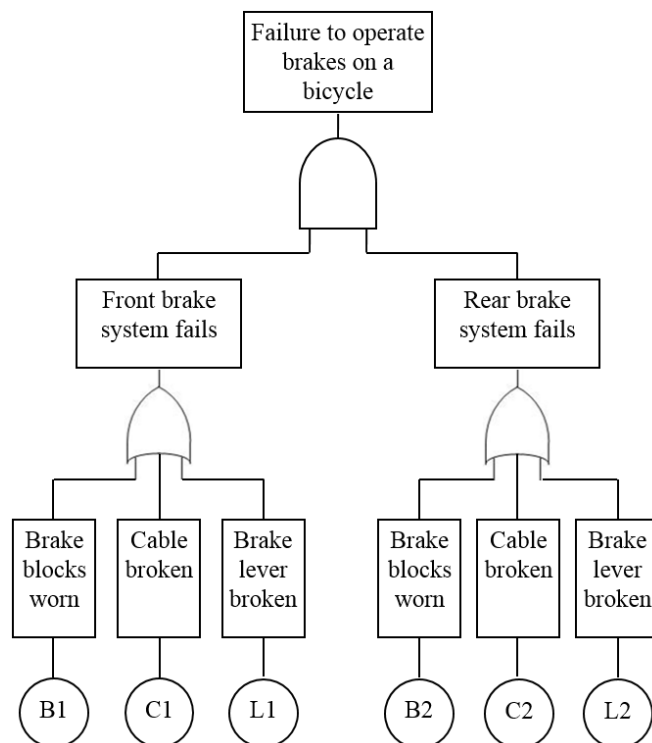 Failure to operate
brakes on a
bicycle
Front brake
system fails
Rear brake
system fails
Brake
blocks
worn
Cable
broken
Brake
lever
broken
Brake
blocks
worn
Cable
broken
Brake
lever
broken
B1
C1
L1
B2
C2
L2